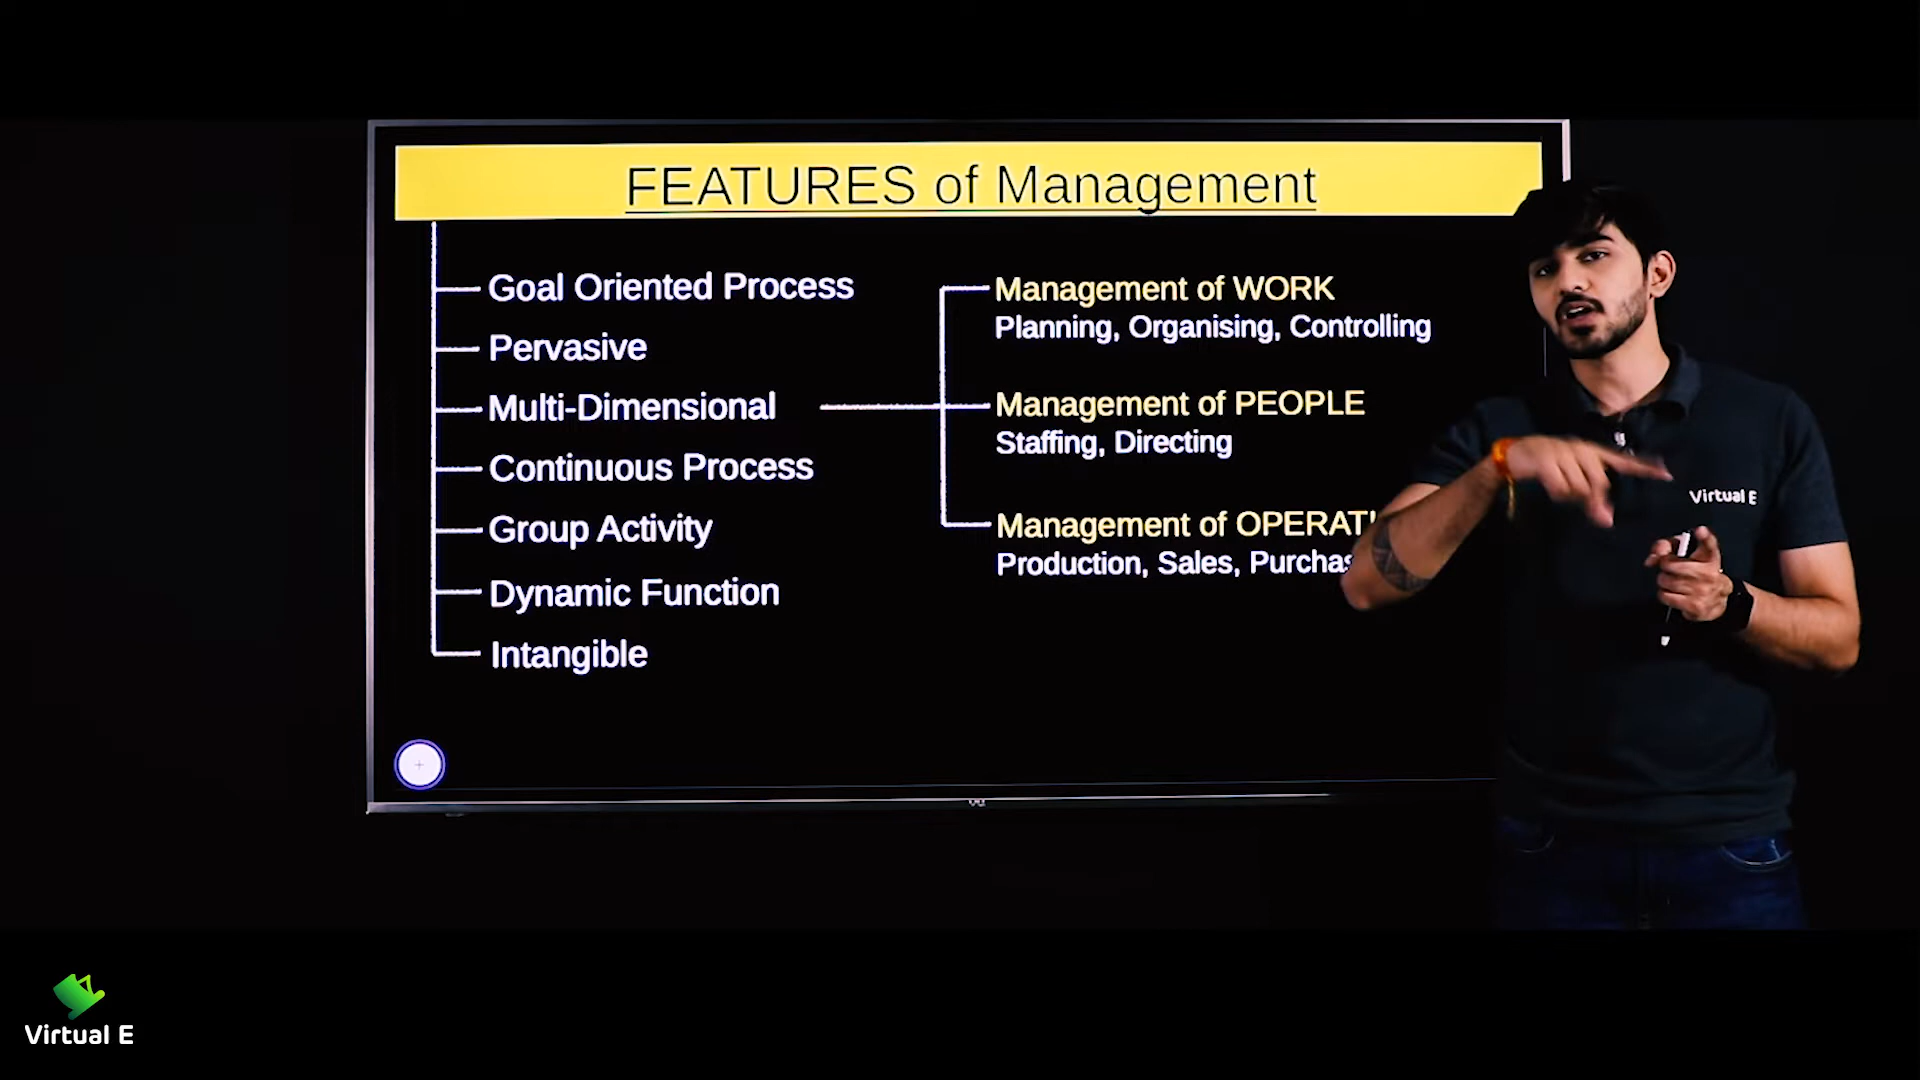 FEATURES of Management
Goal Oriented Process
Pervasive
Multi-Dimensional
Continuous Process
Group Activity
Dynamic Function
Intangible
Management of WORK
Planning, Organising, Controlling
Management of PEOPLE
Staffing, Directing
Management of
Production, Sales,
Virtual E
Virtual E